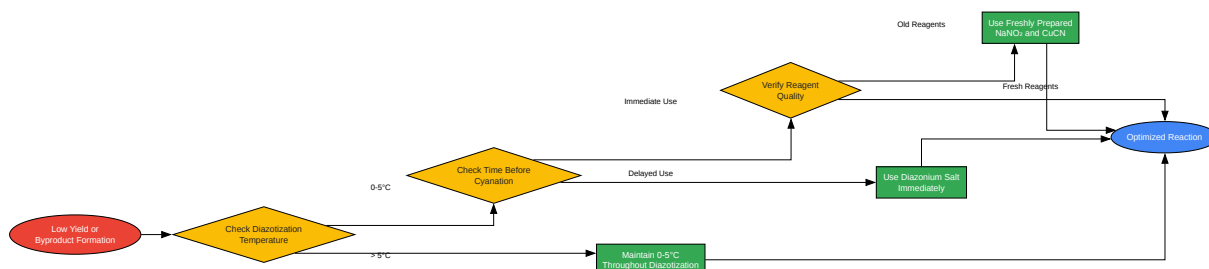 Old Reagents
Use Freshly Prepared
NaNO₂ and CuCN
Verify Reagent
Quality
Fresh Reagents
Immediate Use
Optimized Reaction
Check Time Before
Cyanation
Delayed Use
Use Diazonium Salt
Immediately
0-5°C
Low Yield or
Byproduct Formation
Check Diazotization
Temperature
> 5°C
Maintain 0-5°C
Throughout Diazotization